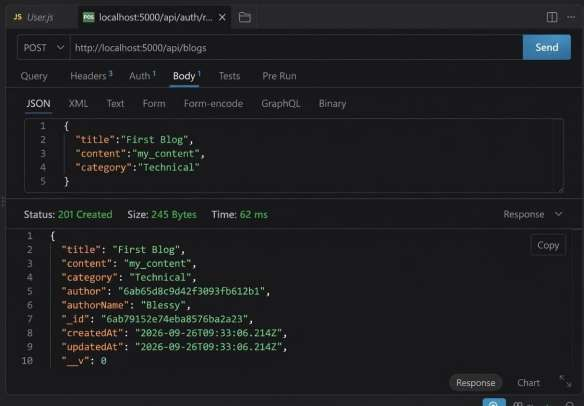 JS User.js
POS localhost:5000/api/auth/r...
POST http://localhost:5000/api/blogs Send
Query Headers 3 Auth 1 Body 1 Tests Pre Run
JSON XML Text Form Form-encode GraphQL Binary
1 {
2 "title":"First Blog",
3 "content":"my_content",
4 "category":"Technical"
5 }
Status: 201 Created Size: 245 Bytes Time: 62 ms Response
1 {
2 "title": "First Blog",
3 "content": "my_content",
4 "category": "Technical",
5 "author": "6ab65d8c9d42f3093fb612b1",
6 "authorName": "Blessy",
7 "_id": "6ab79152e74eba8576ba2a23",
8 "createdAt": "2026-09-26T09:33:06.214Z",
9 "updatedAt": "2026-09-26T09:33:06.214Z",
10 "__v": 0
Copy
Response Chart